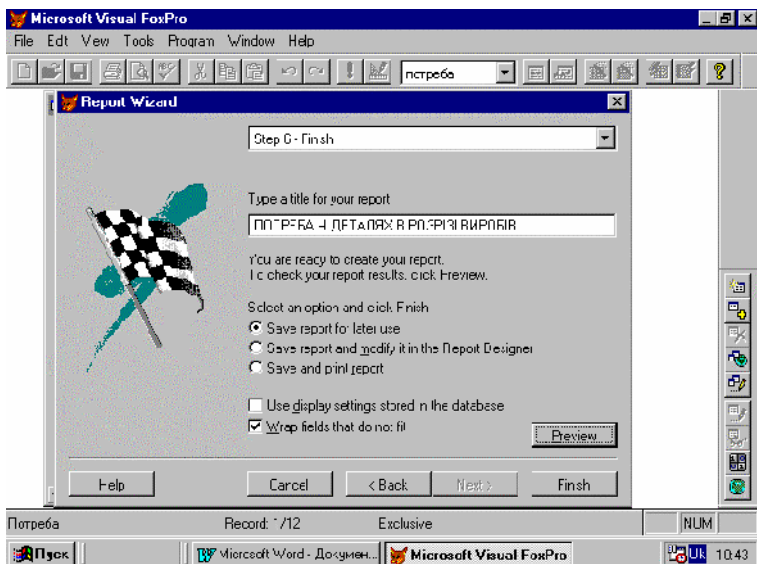 Microsoft Visual FoxPro
File Edit View Tools Program Window Help
потреба
Report Wizard
Step 6 - Finish
Type a title for your report
ПОТРЕБА В ДЕТАЛЯХ В РОЗРІЗІ ВИРОБІВ
You are ready to create your report.
To check your report results, click Preview.
Select an option and click Finish
Save report for later use
Save report and modify it in the Report Designer
Save and print report
Use display settings stored in the database
Wrap fields that do not fit
Preview...
Help Cancel < Back Next > Finish
Потреба Record: 1/12 Exclusive NUM
Пуск Microsoft Word - Докумен... Microsoft Visual FoxPro Uk 10:43